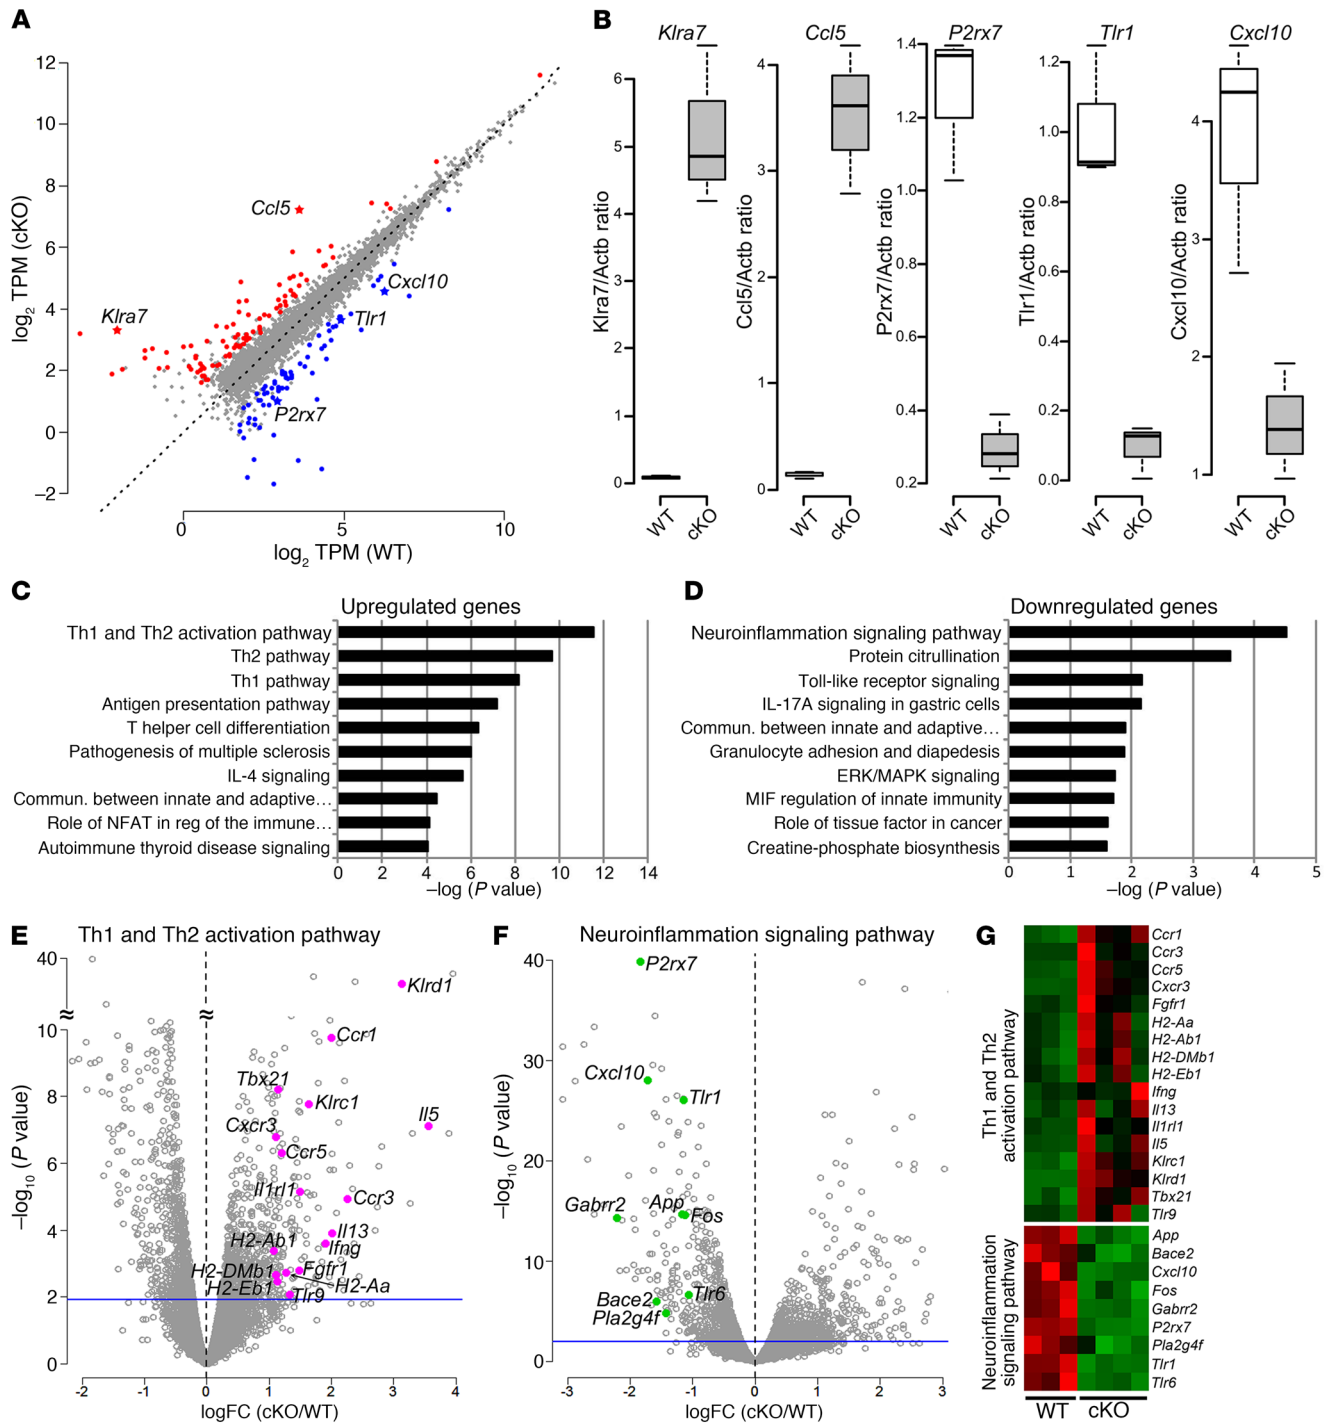 A
12
10
8
6
4
2
0
–2
log2 TPM (cKO)
Ccl5
Klra7
Cxcl10
Tlr1
P2rx7
0 5 10
log2 TPM (WT)
B
Klra7
Klra7/Actb ratio
6
5
4
3
2
1
0
WT cKO
Ccl5
Ccl5/Actb ratio
4
3
2
1
0
WT cKO
P2rx7
P2rx7/Actb ratio
1.4
1.2
1.0
0.8
0.6
0.4
0.2
WT cKO
Tlr1
Tlr1/Actb ratio
1.2
1.0
0.8
0.6
0.4
0.2
0.0
WT cKO
Cxcl10
Cxcl10/Actb ratio
4
3
2
1
WT cKO
C
Upregulated genes
Th1 and Th2 activation pathway
Th2 pathway
Th1 pathway
Antigen presentation pathway
T helper cell differentiation
Pathogenesis of multiple sclerosis
IL-4 signaling
Commun. between innate and adaptive…
Role of NFAT in reg of the immune…
Autoimmune thyroid disease signaling
0 2 4 6 8 10 12 14
–log (P value)
D
Downregulated genes
Neuroinflammation signaling pathway
Protein citrullination
Toll-like receptor signaling
IL-17A signaling in gastric cells
Commun. between innate and adaptive…
Granulocyte adhesion and diapedesis
ERK/MAPK signaling
MIF regulation of innate immunity
Role of tissue factor in cancer
Creatine-phosphate biosynthesis
0 1 2 3 4 5
–log (P value)
E
Th1 and Th2 activation pathway
40
≈ ≈
10
8
6
4
2
0
–log10 (P value)
Klrd1
Ccr1
Tbx21
Klrc1
Il5
Cxcr3
Ccr5
Il1rl1
Ccr3
Il13
H2-Ab1
Ifng
H2-DMb1
Fgfr1
H2-Eb1
H2-Aa
Tlr9
-2 -1 0 1 2 3 4
logFC (cKO/WT)
F
Neuroinflammation signaling pathway
40
30
20
10
0
–log10 (P value)
P2rx7
Cxcl10
Tlr1
Gabrr2
App
Fos
Bace2
Tlr6
Pla2g4f
-3 -2 -1 0 1 2 3
logFC (cKO/WT)
G
Th1 and Th2
activation pathway
Ccr1
Ccr3
Ccr5
Cxcr3
Fgfr1
H2-Aa
H2-Ab1
H2-DMb1
H2-Eb1
Ifng
Il13
Il1rl1
Il5
Klrc1
Klrd1
Tbx21
Tlr9
Neuroinflammation
signaling pathway
App
Bace2
Cxcl10
Fos
Gabrr2
P2rx7
Pla2g4f
Tlr1
Tlr6
WT cKO